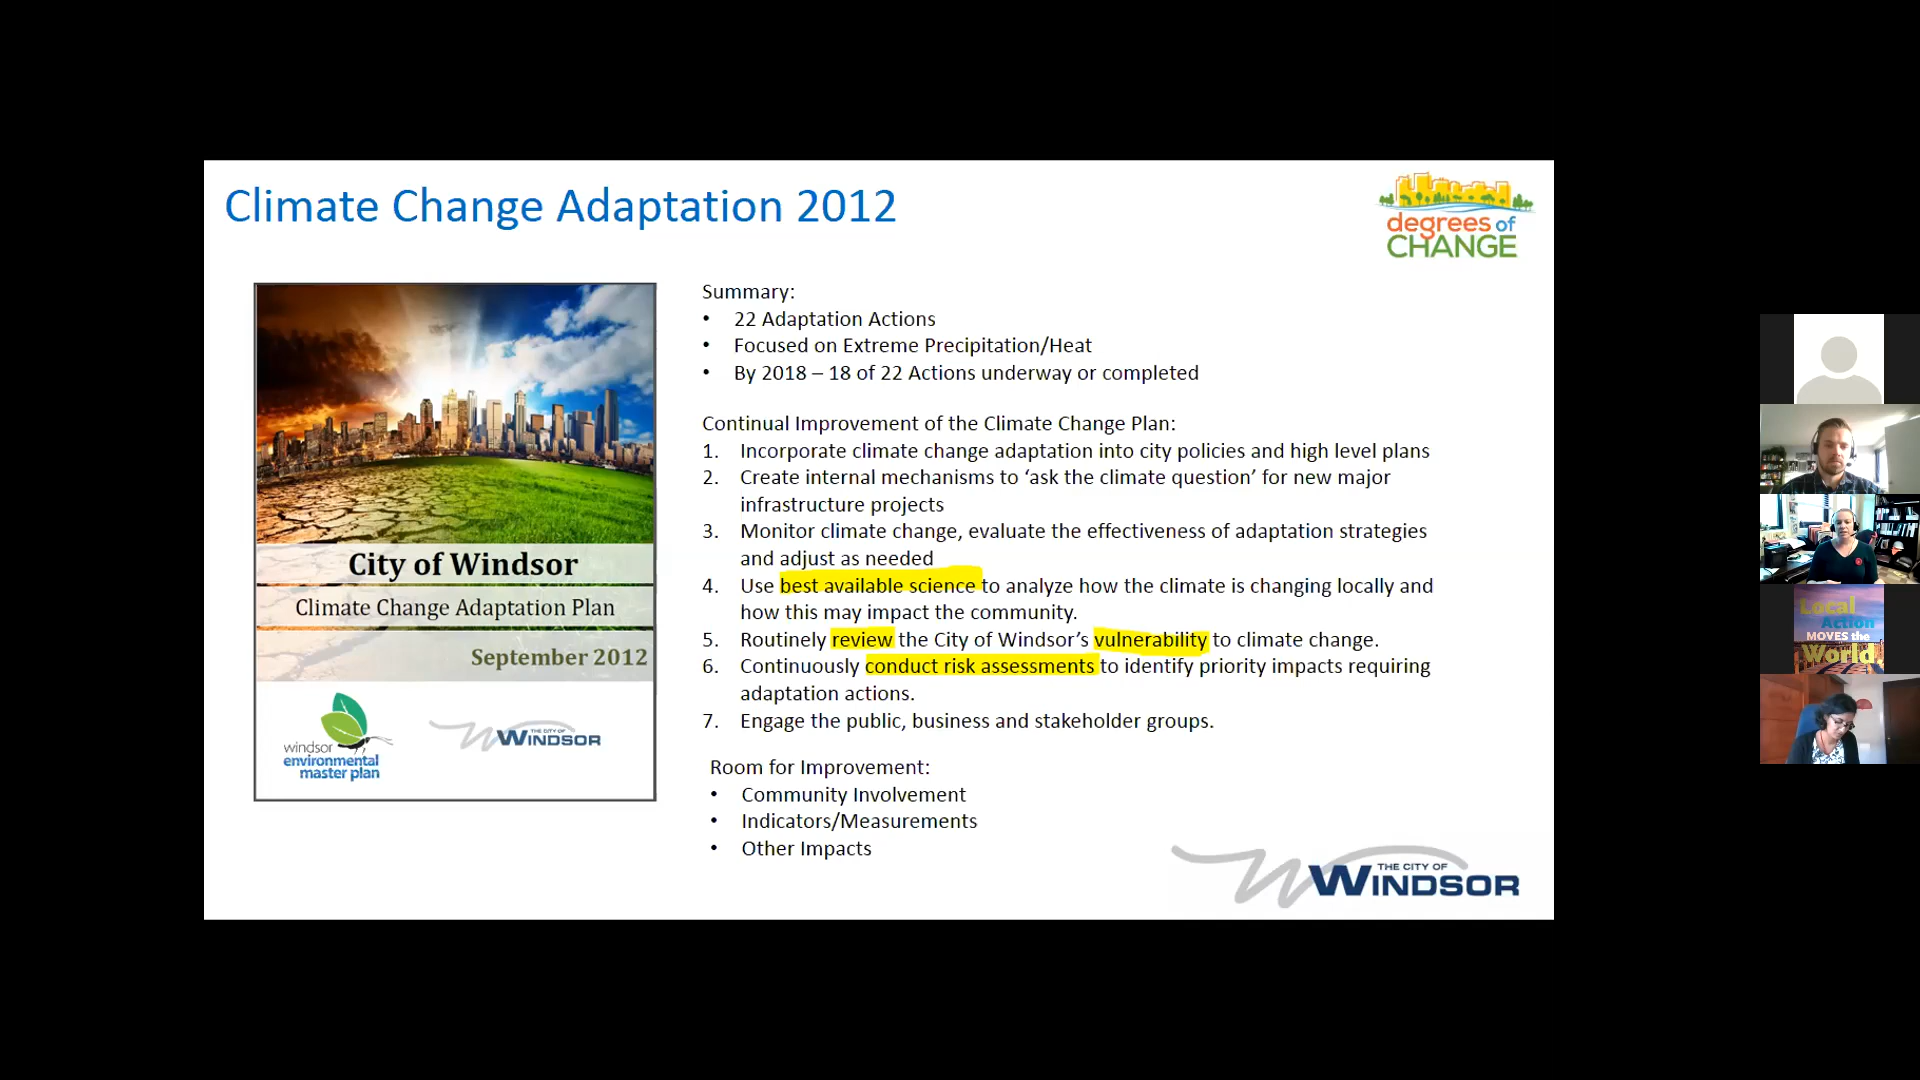 Climate Change Adaptation 2012
degrees of
CHANGE
City of Windsor
Climate Change Adaptation Plan
September 2012
windsor
environmental
master plan
THE CITY OF
WINDSOR
Summary:
• 22 Adaptation Actions
• Focused on Extreme Precipitation/Heat
• By 2018 – 18 of 22 Actions underway or completed
Continual Improvement of the Climate Change Plan:
1. Incorporate climate change adaptation into city policies and high level plans
2. Create internal mechanisms to ‘ask the climate question’ for new major
infrastructure projects
3. Monitor climate change, evaluate the effectiveness of adaptation strategies
and adjust as needed
4. Use best available science to analyze how the climate is changing locally and
how this may impact the community.
5. Routinely review the City of Windsor’s vulnerability to climate change.
6. Continuously conduct risk assessments to identify priority impacts requiring
adaptation actions.
7. Engage the public, business and stakeholder groups.
Room for Improvement:
• Community Involvement
• Indicators/Measurements
• Other Impacts
THE CITY OF
WINDSOR
Local
Action
MOVES the
World